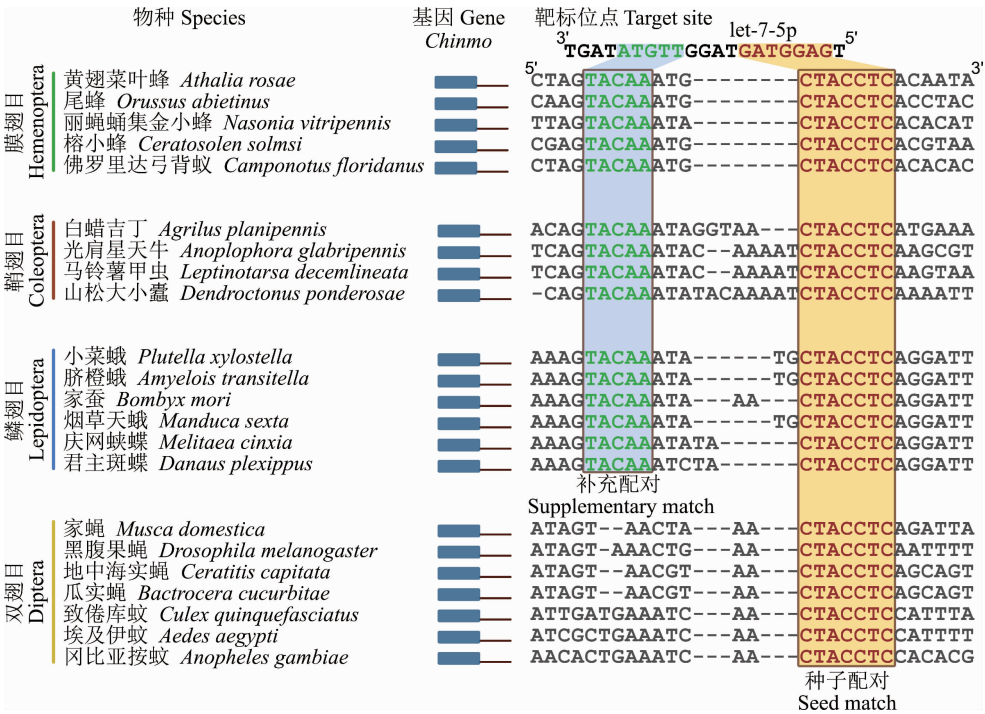 物种 Species 基因 Gene 靶标位点 Target site
Chinmo let-7-5p
3' TGATATGTTGGATGATGGAGT 5'
5' 3'
膜翅目 Hemenoptera
黄翅菜叶蜂 Athalia rosae CTAGTACAAATG--------CTACCTCACAATA
尾蜂 Orussus abietinus CAAGTACAAATG--------CTACCTCACCTAC
丽蝇蛹集金小蜂 Nasonia vitripennis TTAGTACAAATA--------CTACCTCACACAT
榕小蜂 Ceratosolen solmsi CGAGTACAAATG--------CTACCTCACGTAA
佛罗里达弓背蚁 Camponotus floridanus CTAGTACAAATG--------CTACCTCACACAC
鞘翅目 Coleoptera
白蜡吉丁 Agrilus planipennis ACAGTACAAATAGGTAA---CTACCTCATGAAA
光肩星天牛 Anoplophora glabripennis TCAGTACAAATAC--AAAATCTACCTCAAGCGT
马铃薯甲虫 Leptinotarsa decemlineata TCAGTACAAATAC--AAAATCTACCTCAAGTAA
山松大小蠹 Dendroctonus ponderosae -CAGTACAAATATACAAAATCTACCTCAAAATT
鳞翅目 Lepidoptera
小菜蛾 Plutella xylostella AAAGTACAAATA------TGCTACCTCAGGATT
脐橙蛾 Amyelois transitella AAAGTACAAATA------TGCTACCTCAGGATT
家蚕 Bombyx mori AAAGTACAAATA---AA---CTACCTCAGGATT
烟草天蛾 Manduca sexta AAAGTACAAATA------TGCTACCTCAGGATT
庆网蛱蝶 Melitaea cinxia AAAGTACAAATATA------CTACCTCAGGATT
君主斑蝶 Danaus plexippus AAAGTACAAATCTA------CTACCTCAGGATT
补充配对
Supplementary match
双翅目 Diptera
家蝇 Musca domestica ATAGT--AACTA---AA---CTACCTCAGATTA
黑腹果蝇 Drosophila melanogaster ATAGT-AAACTG---AA---CTACCTCAATTTT
地中海实蝇 Ceratitis capitata ATAGT--AACGT---AA---CTACCTCAGCAGT
瓜实蝇 Bactrocera cucurbitae ATAGT--AACGT---AA---CTACCTCAGCAGT
致倦库蚊 Culex quinquefasciatus ATTGATGAAATC---AA---CTACCTCCATTTA
埃及伊蚊 Aedes aegypti ATCGCTGAAATC---AA---CTACCTCCATTTT
冈比亚按蚊 Anopheles gambiae AACACTGAAATC---AA---CTACCTCCACACG
种子配对
Seed match